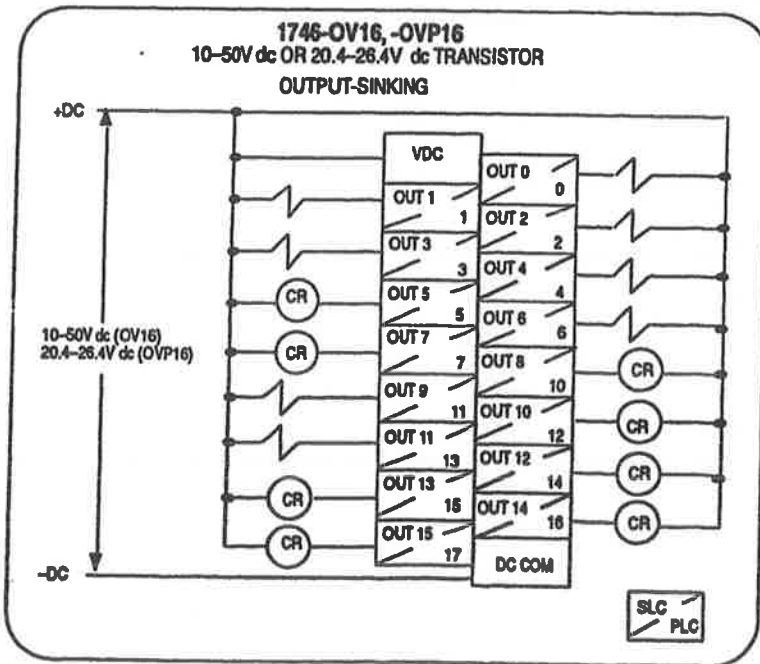 1746-OV16, -OVP16
10–50V dc OR 20.4–26.4V dc TRANSISTOR
OUTPUT-SINKING
+DC
VDC
OUT 0
0
OUT 1
1
OUT 2
2
OUT 3
3
OUT 4
4
CR
OUT 5
5
OUT 6
6
10–50V dc (OV16)
20.4–26.4V dc (OVP16)
CR
OUT 7
7
OUT 8
10
CR
OUT 9
11
OUT 10
12
CR
OUT 11
13
OUT 12
14
CR
CR
OUT 13
15
OUT 14
16
CR
CR
OUT 15
17
DC COM
–DC
SLC
PLC